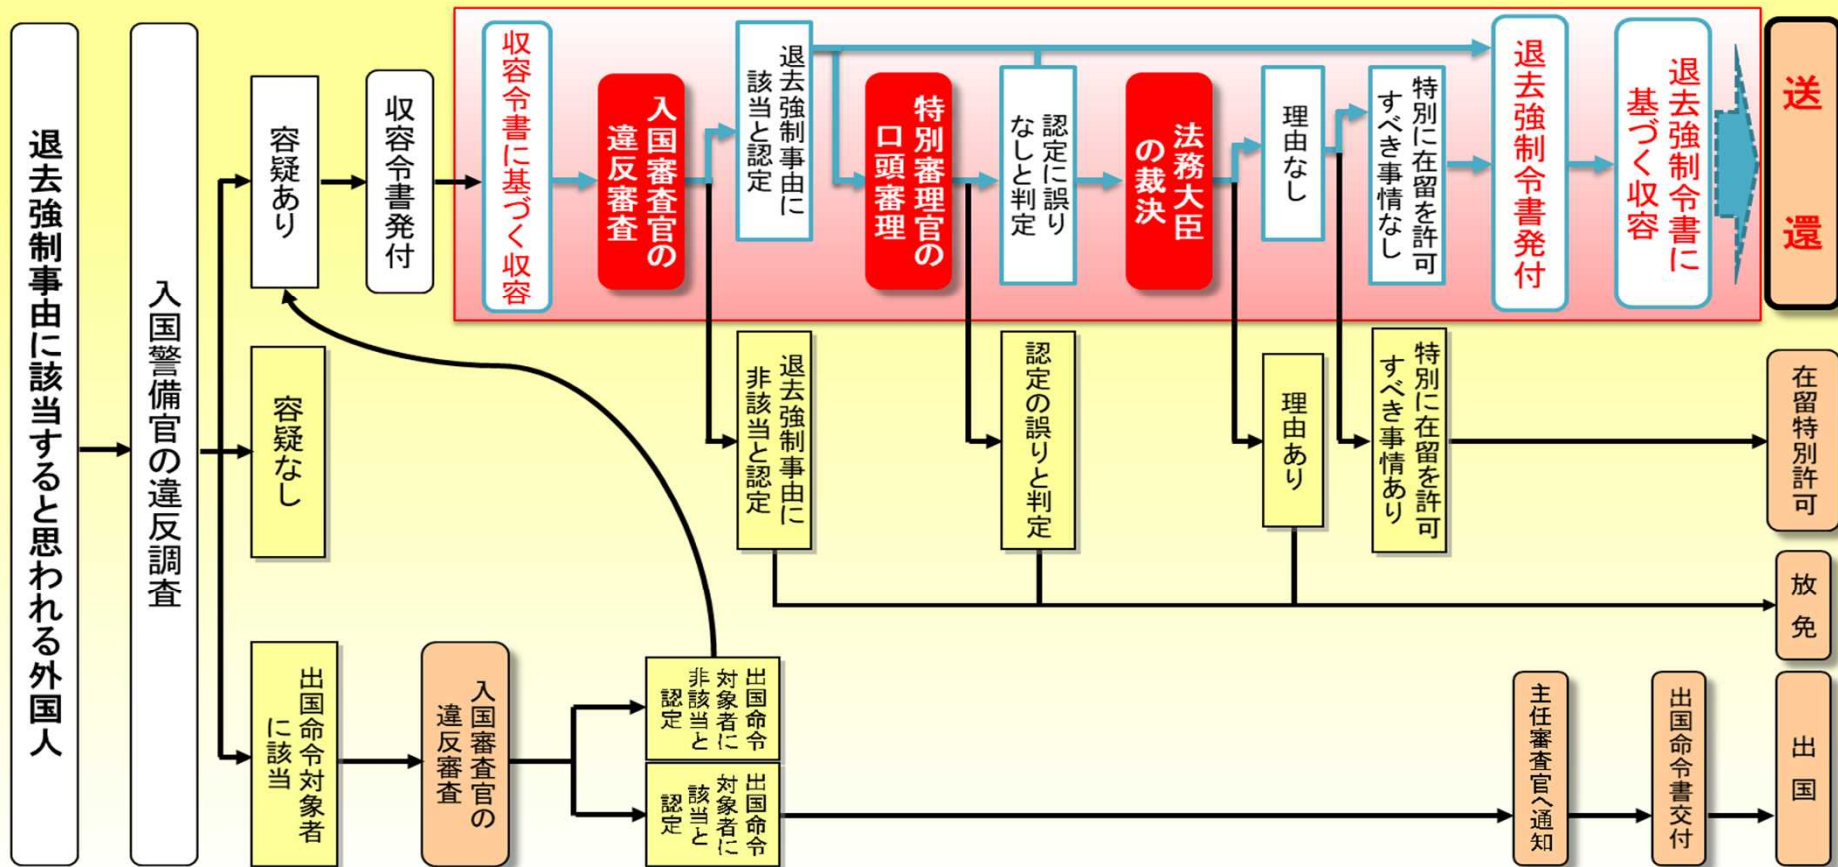 退去強制事由に該当すると思われる外国人
入国警備官の違反調査
容疑あり
収容令書発付
収容令書に基づく収容
入国審査官の
違反審査
退去強制事由に
該当と認定
特別審理官の
口頭審理
認定に誤り
なしと判定
法務大臣
の裁決
理由なし
特別に在留を許可
すべき事情なし
退去強制令書発付
退去強制令書に
基づく収容
送還
容疑なし
退去強制事由に
非該当と認定
認定の誤りと判定
理由あり
特別に在留を許可
すべき事情あり
在留特別許可
放免
出国命令対象者
に該当
入国審査官の
違反審査
出国命令
対象者に
非該当と
認定
出国命令
対象者に
該当と
認定
主任審査官へ通知
出国命令書交付
出国